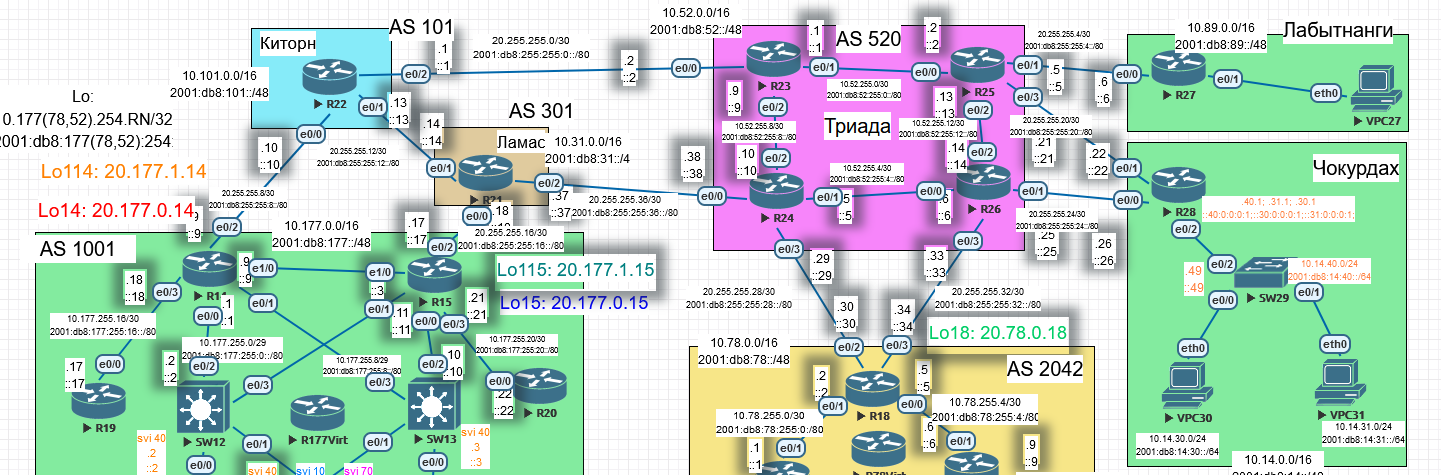 AS 101
Киторн
10.101.0.0/16
2001:db8:101::/48
R22
e0/2
e0/1
e0/0
.1
::1
20.255.255.0/30
2001:db8:255:255:0::/80
.2
::2
.13
::13
.14
::14
20.255.255.12/30
2001:db8:255:255:12::/80
.10
::10
20.255.255.8/30
2001:db8:255:255:8::/80
Lo:
0.177(78,52).254.RN/32
2001:db8:177(78,52):254:
Lo114: 20.177.1.14
Lo14: 20.177.0.14
AS 301
Ламас
10.31.0.0/16
2001:db8:31::/4
e0/1
e0/2
e0/0
R21
.37
::37
20.255.255.36/30
2001:db8:255:255:36::/80
.38
::38
.18
.17
::17
20.255.255.16/30
2001:db8:255:255:16::/80
10.52.0.0/16
2001:db8:52::/48
AS 520
Триада
e0/0
R23
e0/1
e0/2
.1
::1
.2
::2
10.52.255.0/30
2001:db8:52:255:0::/80
e0/0
R25
e0/1
e0/3
e0/2
.9
::9
10.52.255.8/30
2001:db8:52:255:8::/80
.10
::10
e0/2
.13
::13
10.52.255.12/30
2001:db8:52:255:12::/80
.14
::14
e0/2
e0/0
R24
e0/1
e0/3
.5
::5
10.52.255.4/30
2001:db8:52:255:4::/80
e0/0
.6
::6
R26
e0/1
e0/3
20.255.255.4/30
2001:db8:255:255:4::/80
.5
::5
.6
::6
20.255.255.20/30
2001:db8:255:255:20::/80
.21
::21
.22
::22
20.255.255.24/30
2001:db8:255:255:24::/80
.25
::25
.26
::26
10.89.0.0/16
2001:db8:89::/48
Лабытнанги
e0/0
R27
e0/1
eth0
VPC27
Чокурдах
e0/1
e0/0
R28
e0/2
.40.1; .31.1; .30.1
::40:0:0:0:1;::30:0:0:0:1;::31:0:0:0:1;
.49
::49
e0/2
10.14.40.0/24
2001:db8:14:40::/64
SW29
e0/0
e0/1
eth0
eth0
VPC30
VPC31
10.14.30.0/24
2001:db8:14:30::/64
10.14.31.0/24
2001:db8:14:31::/64
10.14.0.0/16
AS 1001
10.177.0.0/16
2001:db8:177::/48
e0/2
::9
R14
e1/0
e0/3
e0/0
e0/1
.9
::9
.18
::18
.1
::1
10.177.255.16/30
2001:db8:177:255:16::/80
e0/0
.17
::17
R19
10.177.255.0/29
2001:db8:177:255:0::/80
.2
::2
e0/2
e0/3
SW12
e0/1
e0/0
svi 40
.2
::2
R177Virt
svi 40
svi 10
svi 70
e0/2
e1/0
::3
R15
e0/1
e0/0
e0/3
.11
::11
.21
::21
Lo115: 20.177.1.15
Lo15: 20.177.0.15
10.177.255.8/29
2001:db8:177:255:8::/80
e0/3
e0/2
.10
::10
SW13
e0/1
e0/0
svi 40
.3
::3
10.177.255.20/30
2001:db8:177:255:20::/80
e0/0
.22
::22
R20
.29
::29
20.255.255.28/30
2001:db8:255:255:28::/80
.30
::30
.33
::33
20.255.255.32/30
2001:db8:255:255:32::/80
.34
::34
Lo18: 20.78.0.18
10.78.0.0/16
2001:db8:78::/48
AS 2042
e0/2
e0/3
R18
e0/1
e0/0
.2
::2
.5
::5
10.78.255.0/30
2001:db8:78:255:0::/80
10.78.255.4/30
2001:db8:78:255:4::/80
e0/1
.1
::1
.6
::6
e0/0
.9
::9
R78Virt